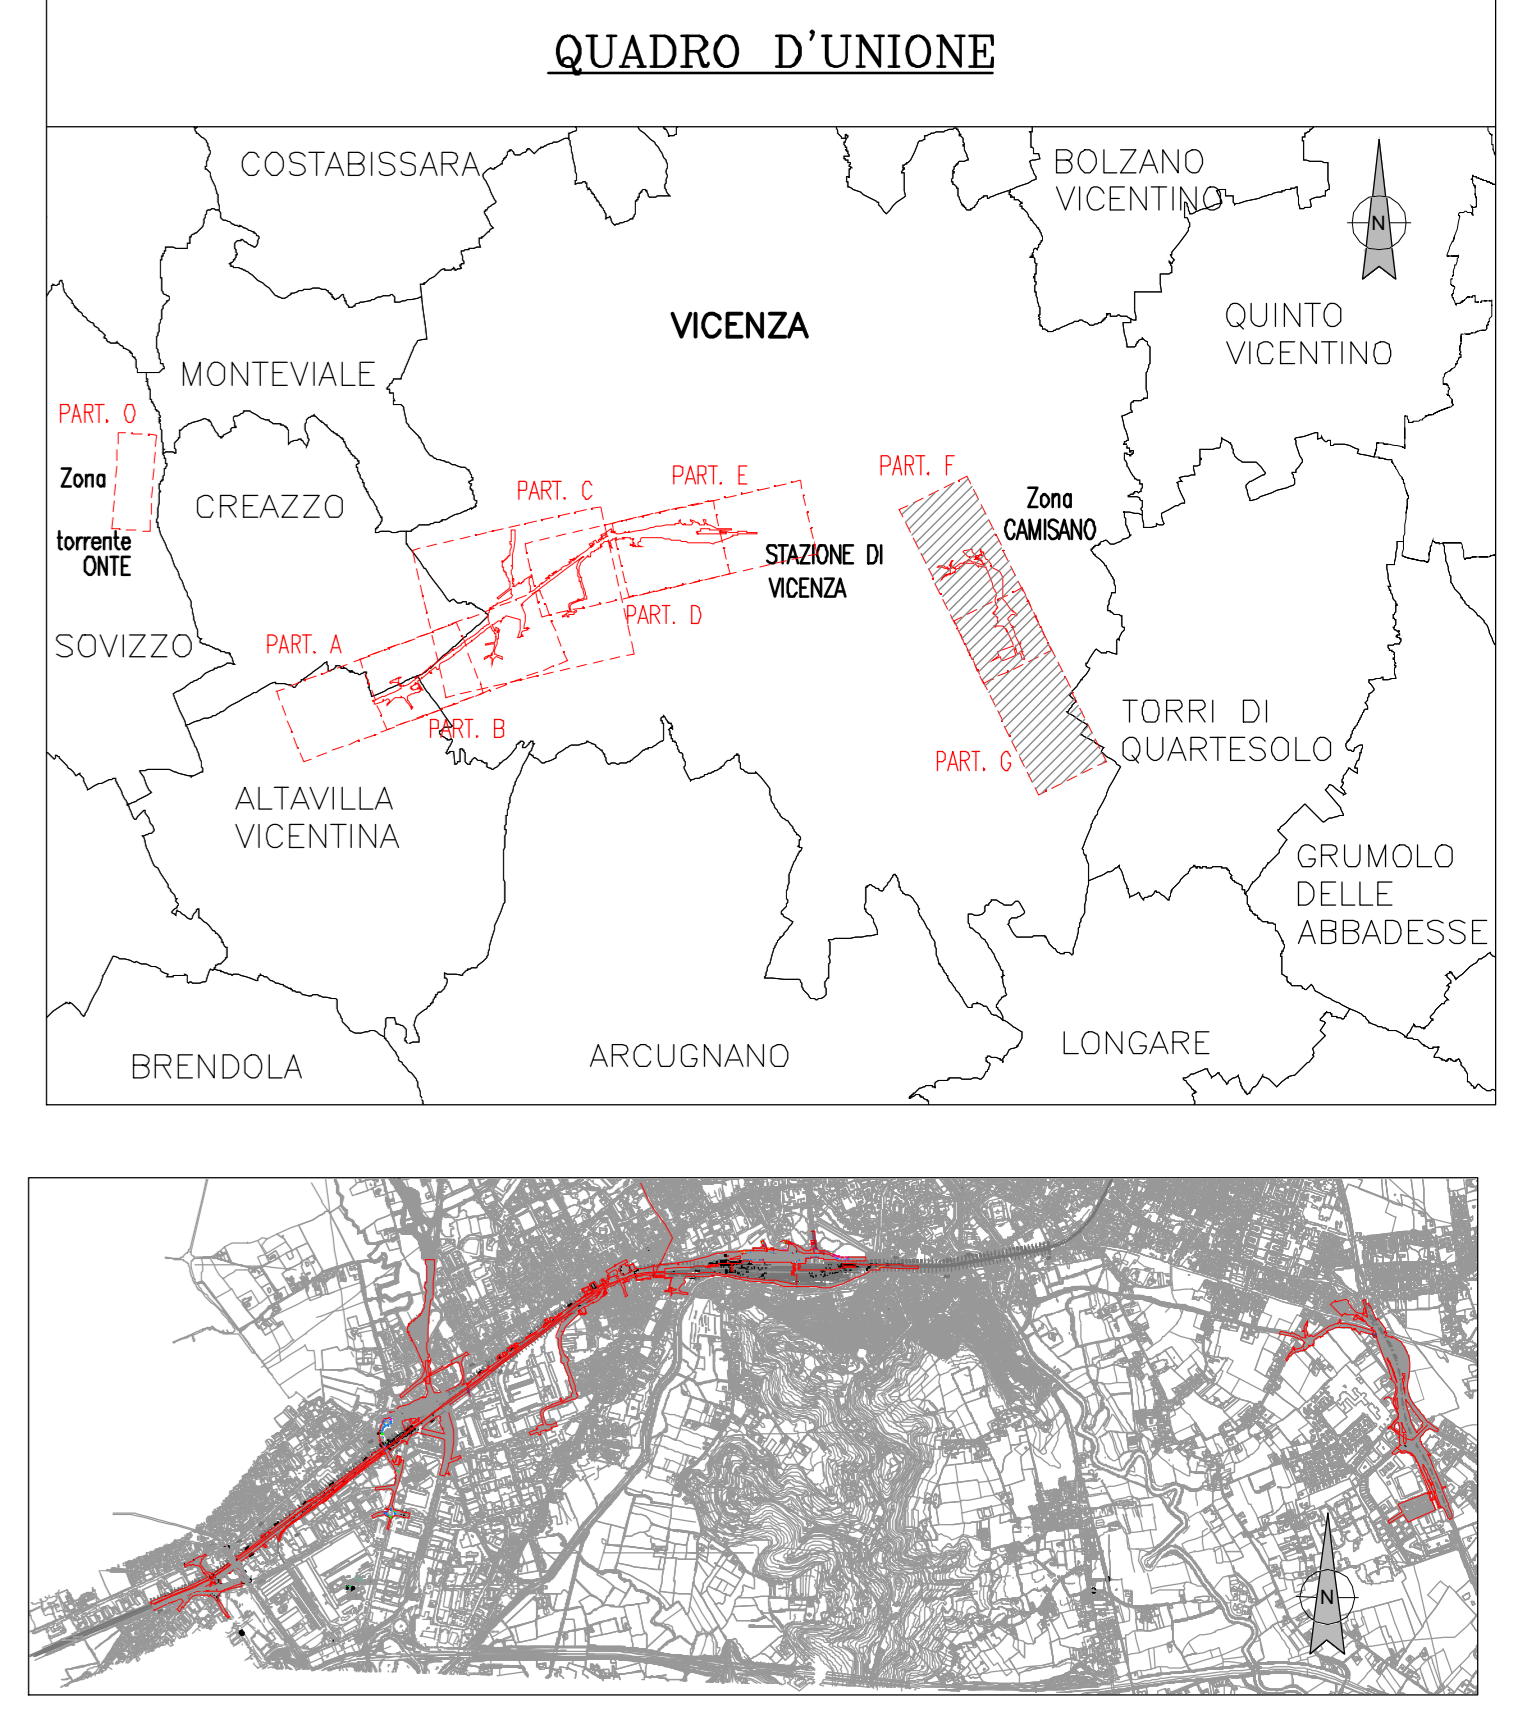 QUADRO D'UNIONE
COSTABISSARA
BOLZANO
VICENTINO
N
VICENZA
QUINTO
VICENTINO
MONTEVIALE
PART. O
Zona
torrente
ONTE
CREAZZO
PART. C
PART. E
PART. F
Zona
CAMISANO
STAZIONE DI
VICENZA
PART. D
SOVIZZO
PART. A
PART. B
PART. G
TORRI DI
QUARTESOLO
ALTAVILLA
VICENTINA
GRUMOLO
DELLE
ABBADESSE
BRENDOLA
ARCUGNANO
LONGARE
N